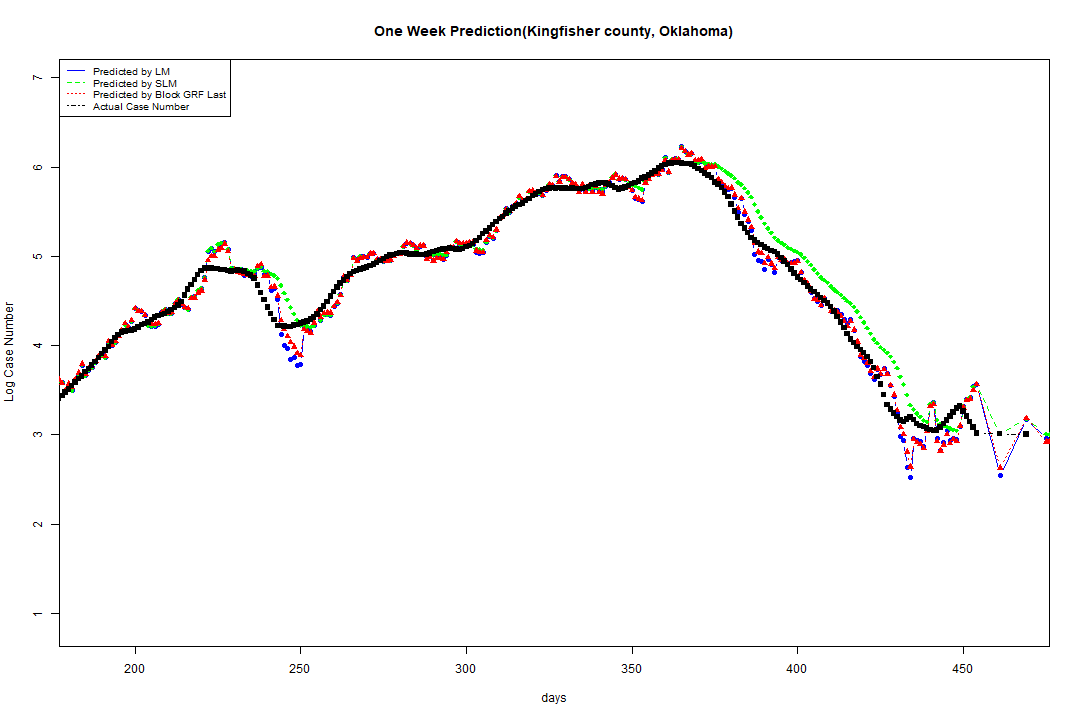 One Week Prediction(Kingfisher county, Oklahoma)
Predicted by LM
Predicted by SLM
Predicted by Block GRF Last
Actual Case Number
7
6
5
4
3
2
1
Log Case Number
200 250 300 350 400 450
days